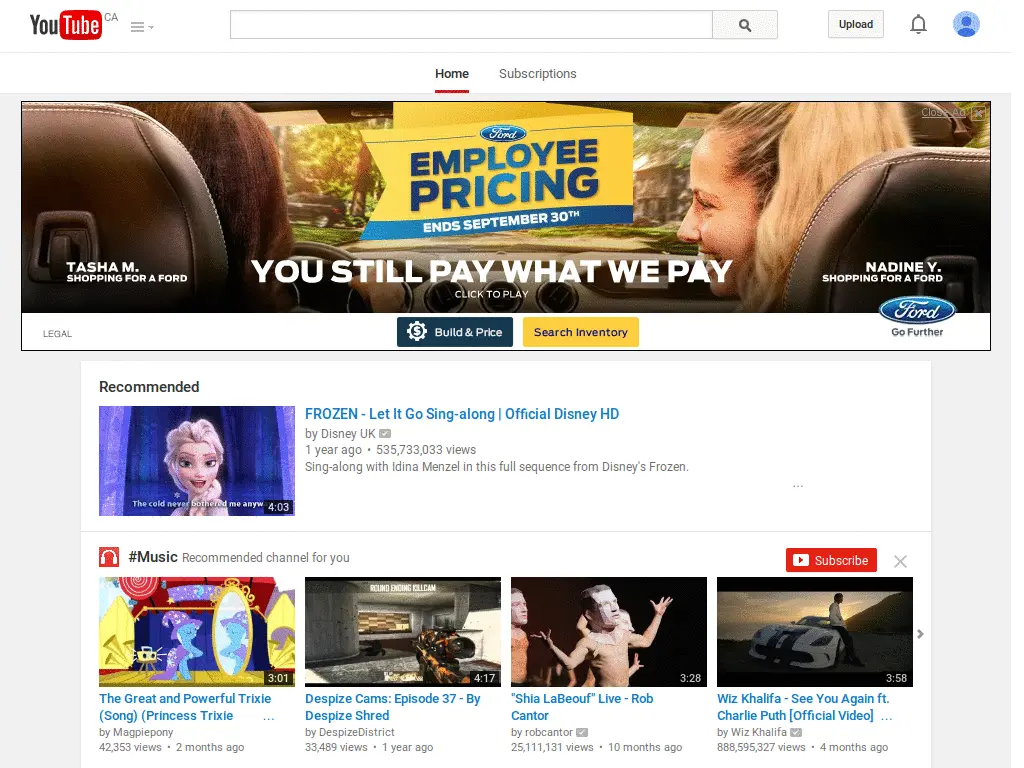 YouTube CA
Upload
Home Subscriptions
Close Ad
Ford
EMPLOYEE
PRICING
ENDS SEPTEMBER 30TH
TASHA M.
SHOPPING FOR A FORD
YOU STILL PAY WHAT WE PAY
CLICK TO PLAY
NADINE Y.
SHOPPING FOR A FORD
LEGAL
Build & Price
Search Inventory
Ford
Go Further
Recommended
The cold never bothered me anyw
4:03
FROZEN - Let It Go Sing-along | Official Disney HD
by Disney UK
1 year ago • 535,733,033 views
Sing-along with Idina Menzel in this full sequence from Disney's Frozen.
...
#Music Recommended channel for you
Subscribe
3:01
The Great and Powerful Trixie
(Song) (Princess Trixie ...
by Magpiepony
42,353 views • 2 months ago
ROUND ENDING KILLCAM
4:17
Despize Cams: Episode 37 - By
Despize Shred
by DespizeDistrict
33,489 views • 1 year ago
3:28
"Shia LaBeouf" Live - Rob
Cantor
by robcantor
25,111,131 views • 10 months ago
3:58
Wiz Khalifa - See You Again ft.
Charlie Puth [Official Video] ...
by Wiz Khalifa
888,595,327 views • 4 months ago